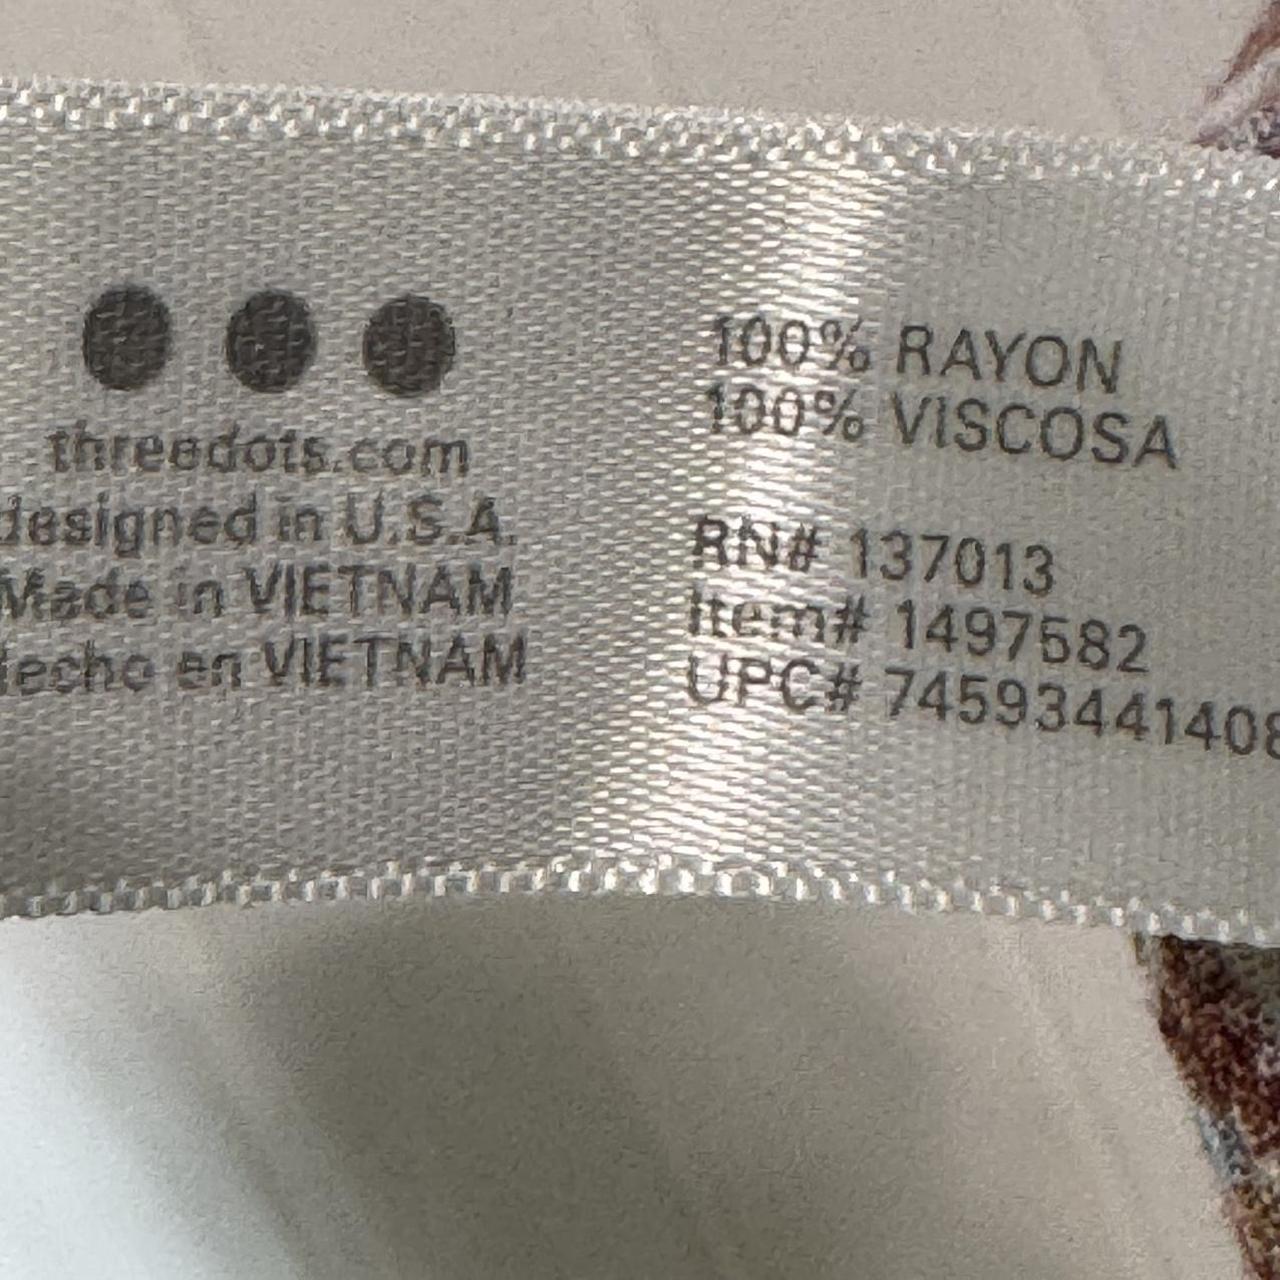 threedots.com
designed in U.S.A.
Made in VIETNAM
Hecho en VIETNAM
100% RAYON
100% VISCOSA
RN# 137013
Item# 1497582
UPC# 74593441408